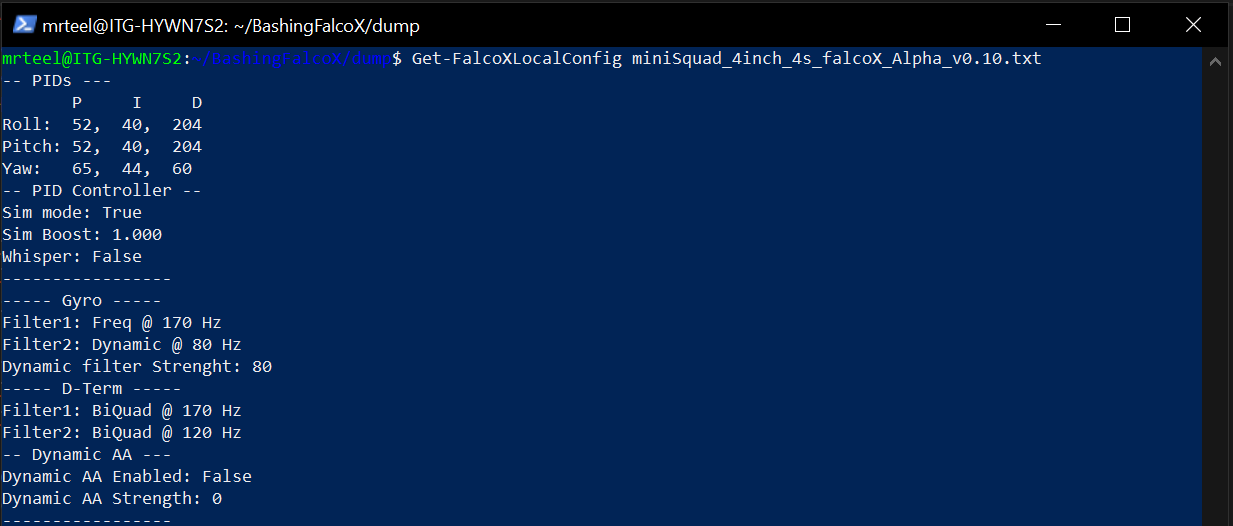 mrteel@ITG-HYWN7S2: ~/BashingFalcoX/dump
mrteel@ITG-HYWN7S2:~/BashingFalcoX/dump$ Get-FalcoXLocalConfig miniSquad_4inch_4s_falcoX_Alpha_v0.10.txt
-- PIDs ---
       P     I     D
Roll:  52,  40,  204
Pitch: 52,  40,  204
Yaw:   65,  44,  60
-- PID Controller --
Sim mode: True
Sim Boost: 1.000
Whisper: False
-----------------
----- Gyro -----
Filter1: Freq @ 170 Hz
Filter2: Dynamic @ 80 Hz
Dynamic filter Strenght: 80
----- D-Term -----
Filter1: BiQuad @ 170 Hz
Filter2: BiQuad @ 120 Hz
-- Dynamic AA ---
Dynamic AA Enabled: False
Dynamic AA Strength: 0
-----------------